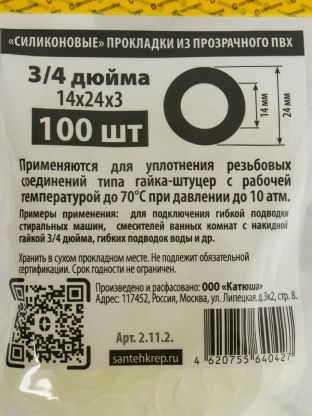 «СИЛИКОНОВЫЕ» ПРОКЛАДКИ ИЗ ПРОЗРАЧНОГО ПВХ
3/4 дюйма
14х24х3
100 шт
14 мм
24 мм
Применяются для уплотнения резьбовых
соединений типа гайка-штуцер с рабочей
температурой до 70°С при давлении до 10 атм.
Примеры применения: для подключения гибкой подводки
стиральных машин, смесителей ванных комнат с накидной
гайкой 3/4 дюйма, гибких подводок воды и др.
Хранить в сухом прохладном месте. Не подлежит обязательной
сертификации. Срок годности не ограничен.
Произведено и расфасовано: ООО «Катюша»
Адрес: 117452, Россия, Москва, ул. Липецкая, д.3к2, стр. 8.
Арт. 2.11.2.
santehkrep.ru
4 620755 640427